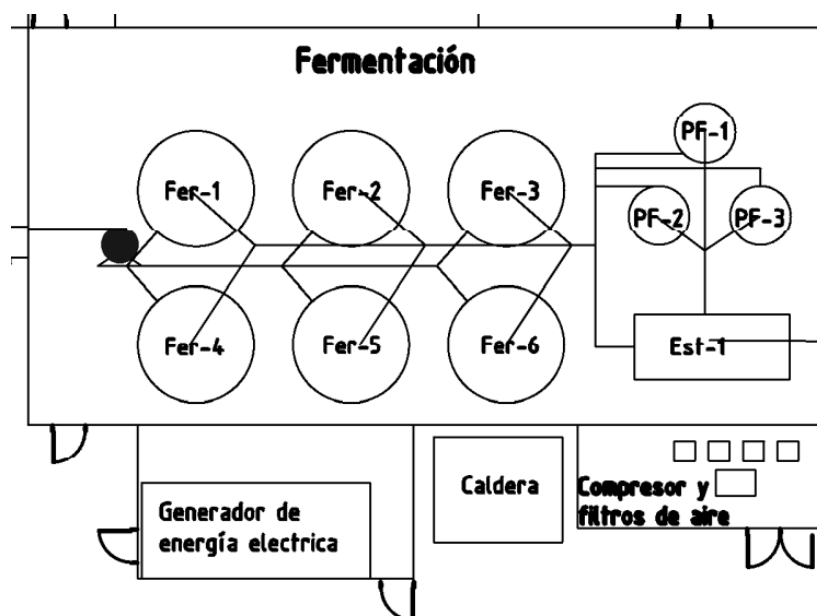 Fermentación
PF-1
Fer-1
Fer-2
Fer-3
PF-2
PF-3
Fer-4
Fer-5
Fer-6
Est-1
Generador de
energía electrica
Caldera
Compresor y
filtros de aire